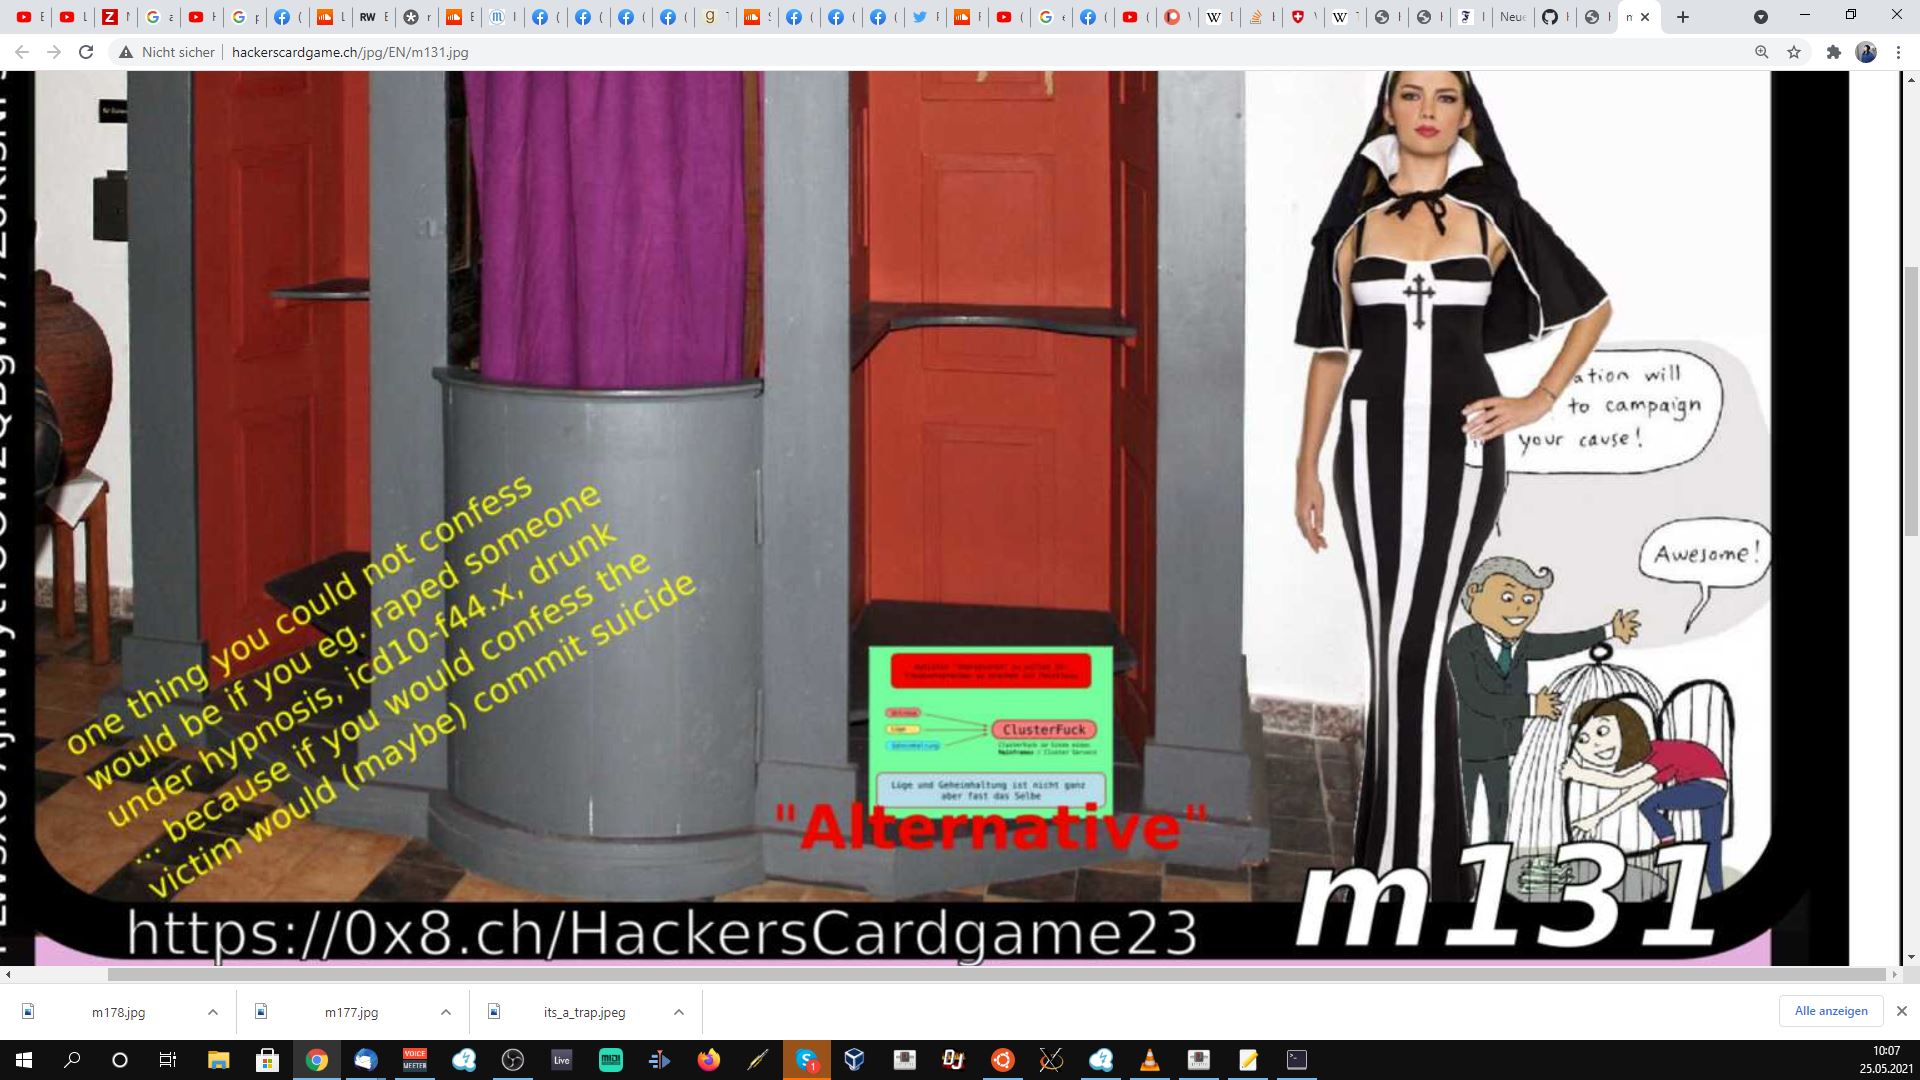 Nicht sicher
hackerscardgame.ch/jpg/EN/m131.jpg
ation will
to campaign
your cause!
Awesome!
one thing you could not confess
would be if you eg. raped someone
under hypnosis, icd10-f44.x, drunk
... because if you would confess the
victim would (maybe) commit suicide
ClusterFuck
Lüge und Geheimhaltung ist nicht ganz
aber fast das Selbe
"Alternative"
m131
https://0x8.ch/HackersCardgame23
m178.jpg
m177.jpg
its_a_trap.jpeg
Alle anzeigen
VOICE
MEETER
Live
10:07
25.05.2021